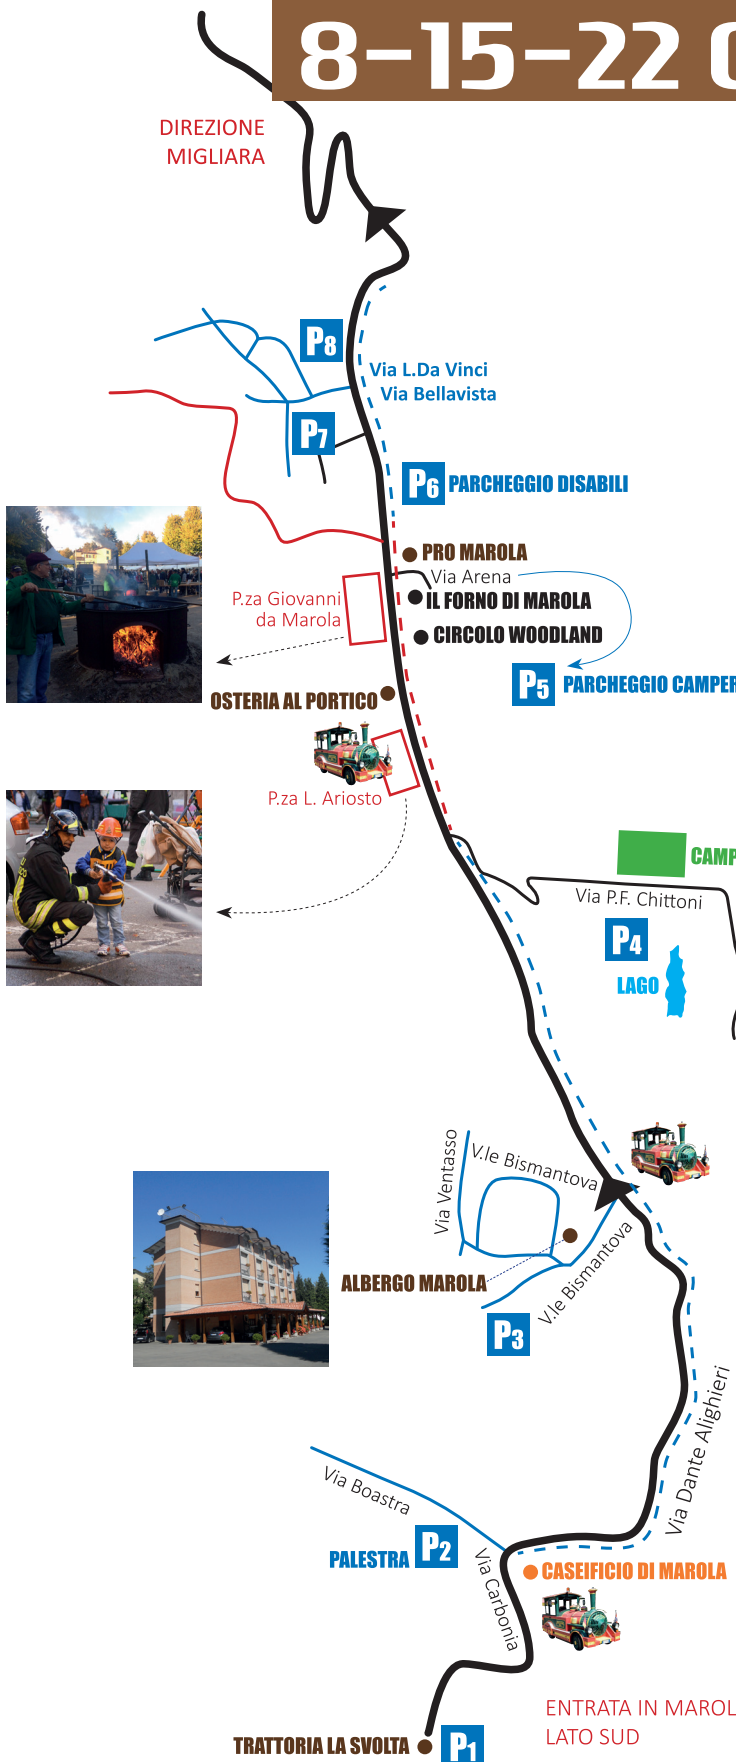 8-15-22
DIREZIONE
MIGLIARA
P8
Via L.Da Vinci
Via Bellavista
P7
P6 PARCHEGGIO DISABILI
PRO MAROLA
Via Arena
P.za Giovanni
da Marola
IL FORNO DI MAROLA
CIRCOLO WOODLAND
P5 PARCHEGGIO CAMPER
OSTERIA AL PORTICO
P.za L. Ariosto
CAMP
Via P.F. Chittoni
P4
LAGO
Via Ventasso
V.le Bismantova
V.le Bismantova
ALBERGO MAROLA
P3
Via Dante Alighieri
Via Boastra
PALESTRA P2
Via Carbonia
CASEIFICIO DI MAROLA
ENTRATA IN MAROL
LATO SUD
TRATTORIA LA SVOLTA
P1